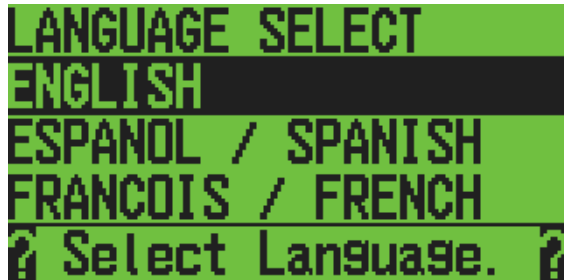 LANGUAGE SELECT
ENGLISH
ESPANOL / SPANISH
FRANCOIS / FRENCH
? Select Language. ?